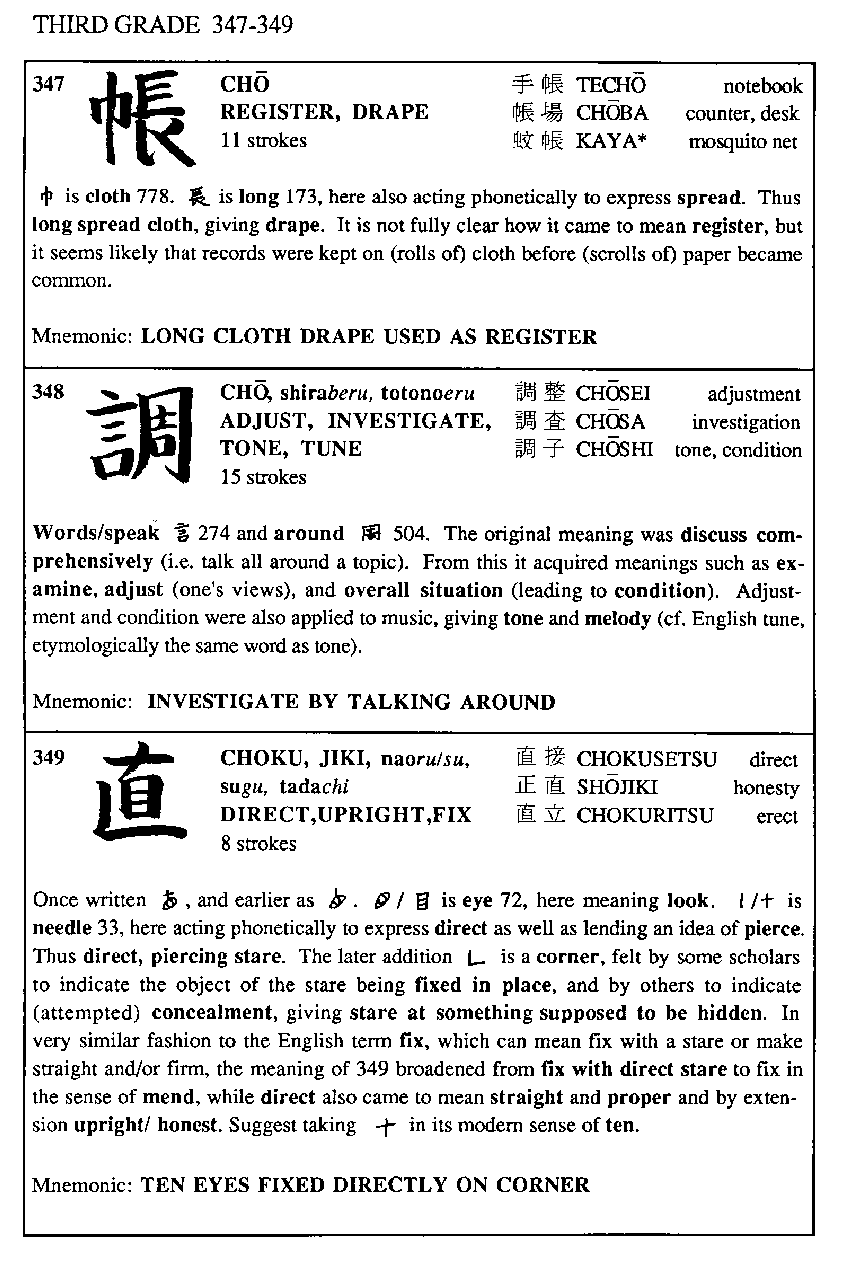 THIRD GRADE 347-349
347 帳 CHŌ 手帳 TECHŌ notebook
REGISTER, DRAPE 帳場 CHŌBA counter, desk
11 strokes 蚊帳 KAYA* mosquito net
巾 is cloth 778. 長 is long 173, here also acting phonetically to express spread. Thus
long spread cloth, giving drape. It is not fully clear how it came to mean register, but
it seems likely that records were kept on (rolls of) cloth before (scrolls of) paper became
common.
Mnemonic: LONG CLOTH DRAPE USED AS REGISTER
348 調 CHŌ, shiraberu, totonoeru 調整 CHŌSEI adjustment
ADJUST, INVESTIGATE, 調査 CHŌSA investigation
TONE, TUNE 調子 CHŌSHI tone, condition
15 strokes
Words/speak 言 274 and around 周 504. The original meaning was discuss com-
prehensively (i.e. talk all around a topic). From this it acquired meanings such as ex-
amine, adjust (one's views), and overall situation (leading to condition). Adjust-
ment and condition were also applied to music, giving tone and melody (cf. English tune,
etymologically the same word as tone).
Mnemonic: INVESTIGATE BY TALKING AROUND
349 直 CHOKU, JIKI, naoru/su, 直接 CHOKUSETSU direct
sugu, tadachi 正直 SHŌJIKI honesty
DIRECT,UPRIGHT,FIX 直立 CHOKURITSU erect
8 strokes
Once written , and earlier as . / 目 is eye 72, here meaning look. | /十 is
needle 33, here acting phonetically to express direct as well as lending an idea of pierce.
Thus direct, piercing stare. The later addition ㇗ is a corner, felt by some scholars
to indicate the object of the stare being fixed in place, and by others to indicate
(attempted) concealment, giving stare at something supposed to be hidden. In
very similar fashion to the English term fix, which can mean fix with a stare or make
straight and/or firm, the meaning of 349 broadened from fix with direct stare to fix in
the sense of mend, while direct also came to mean straight and proper and by exten-
sion upright/ honest. Suggest taking 十 in its modern sense of ten.
Mnemonic: TEN EYES FIXED DIRECTLY ON CORNER